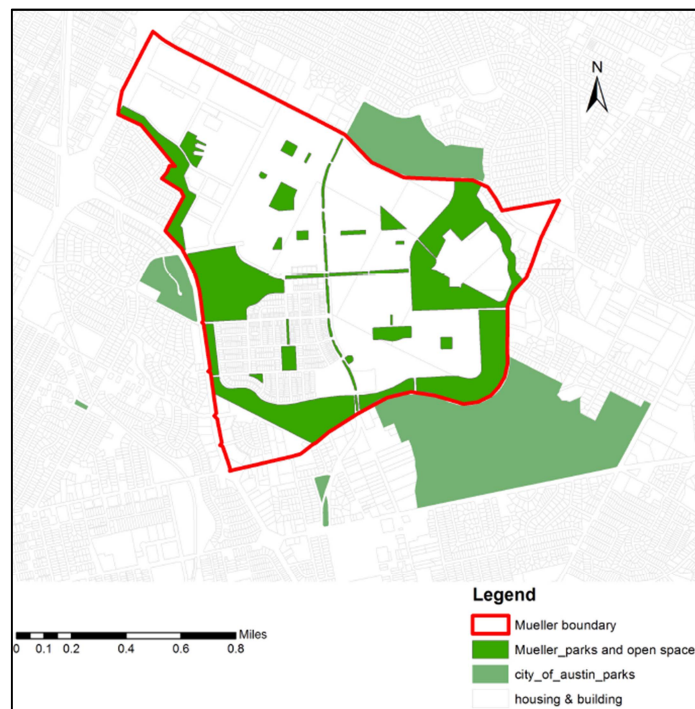 N
Legend
Mueller boundary
Mueller_parks and open space
city_of_austin_parks
housing & building
Miles
0 0.1 0.2 0.4 0.6 0.8